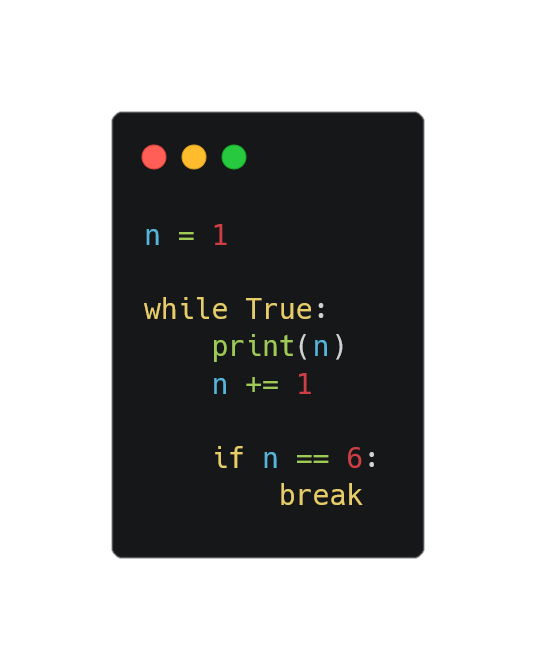 n = 1

while True:
    print(n)
    n += 1

    if n == 6:
        break